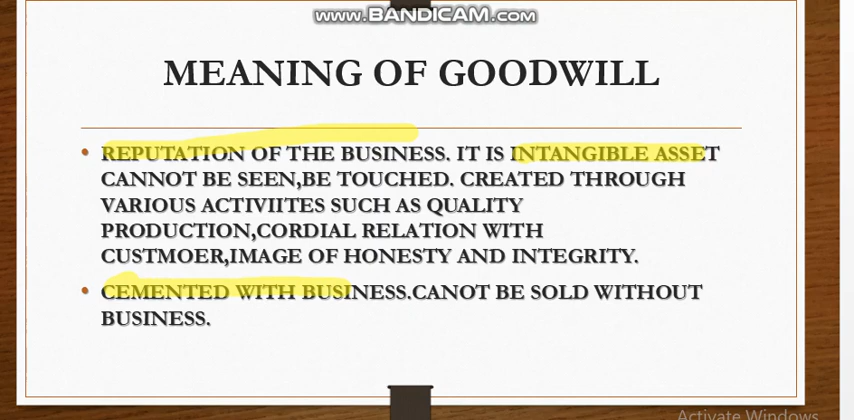 WWW.BANDICAM.COM
MEANING OF GOODWILL
• REPUTATION OF THE BUSINESS. IT IS INTANGIBLE ASSET
CANNOT BE SEEN,BE TOUCHED. CREATED THROUGH
VARIOUS ACTIVIITES SUCH AS QUALITY
PRODUCTION,CORDIAL RELATION WITH
CUSTMOER,IMAGE OF HONESTY AND INTEGRITY.
• CEMENTED WITH BUSINESS.CANOT BE SOLD WITHOUT
BUSINESS.
Activate Windows